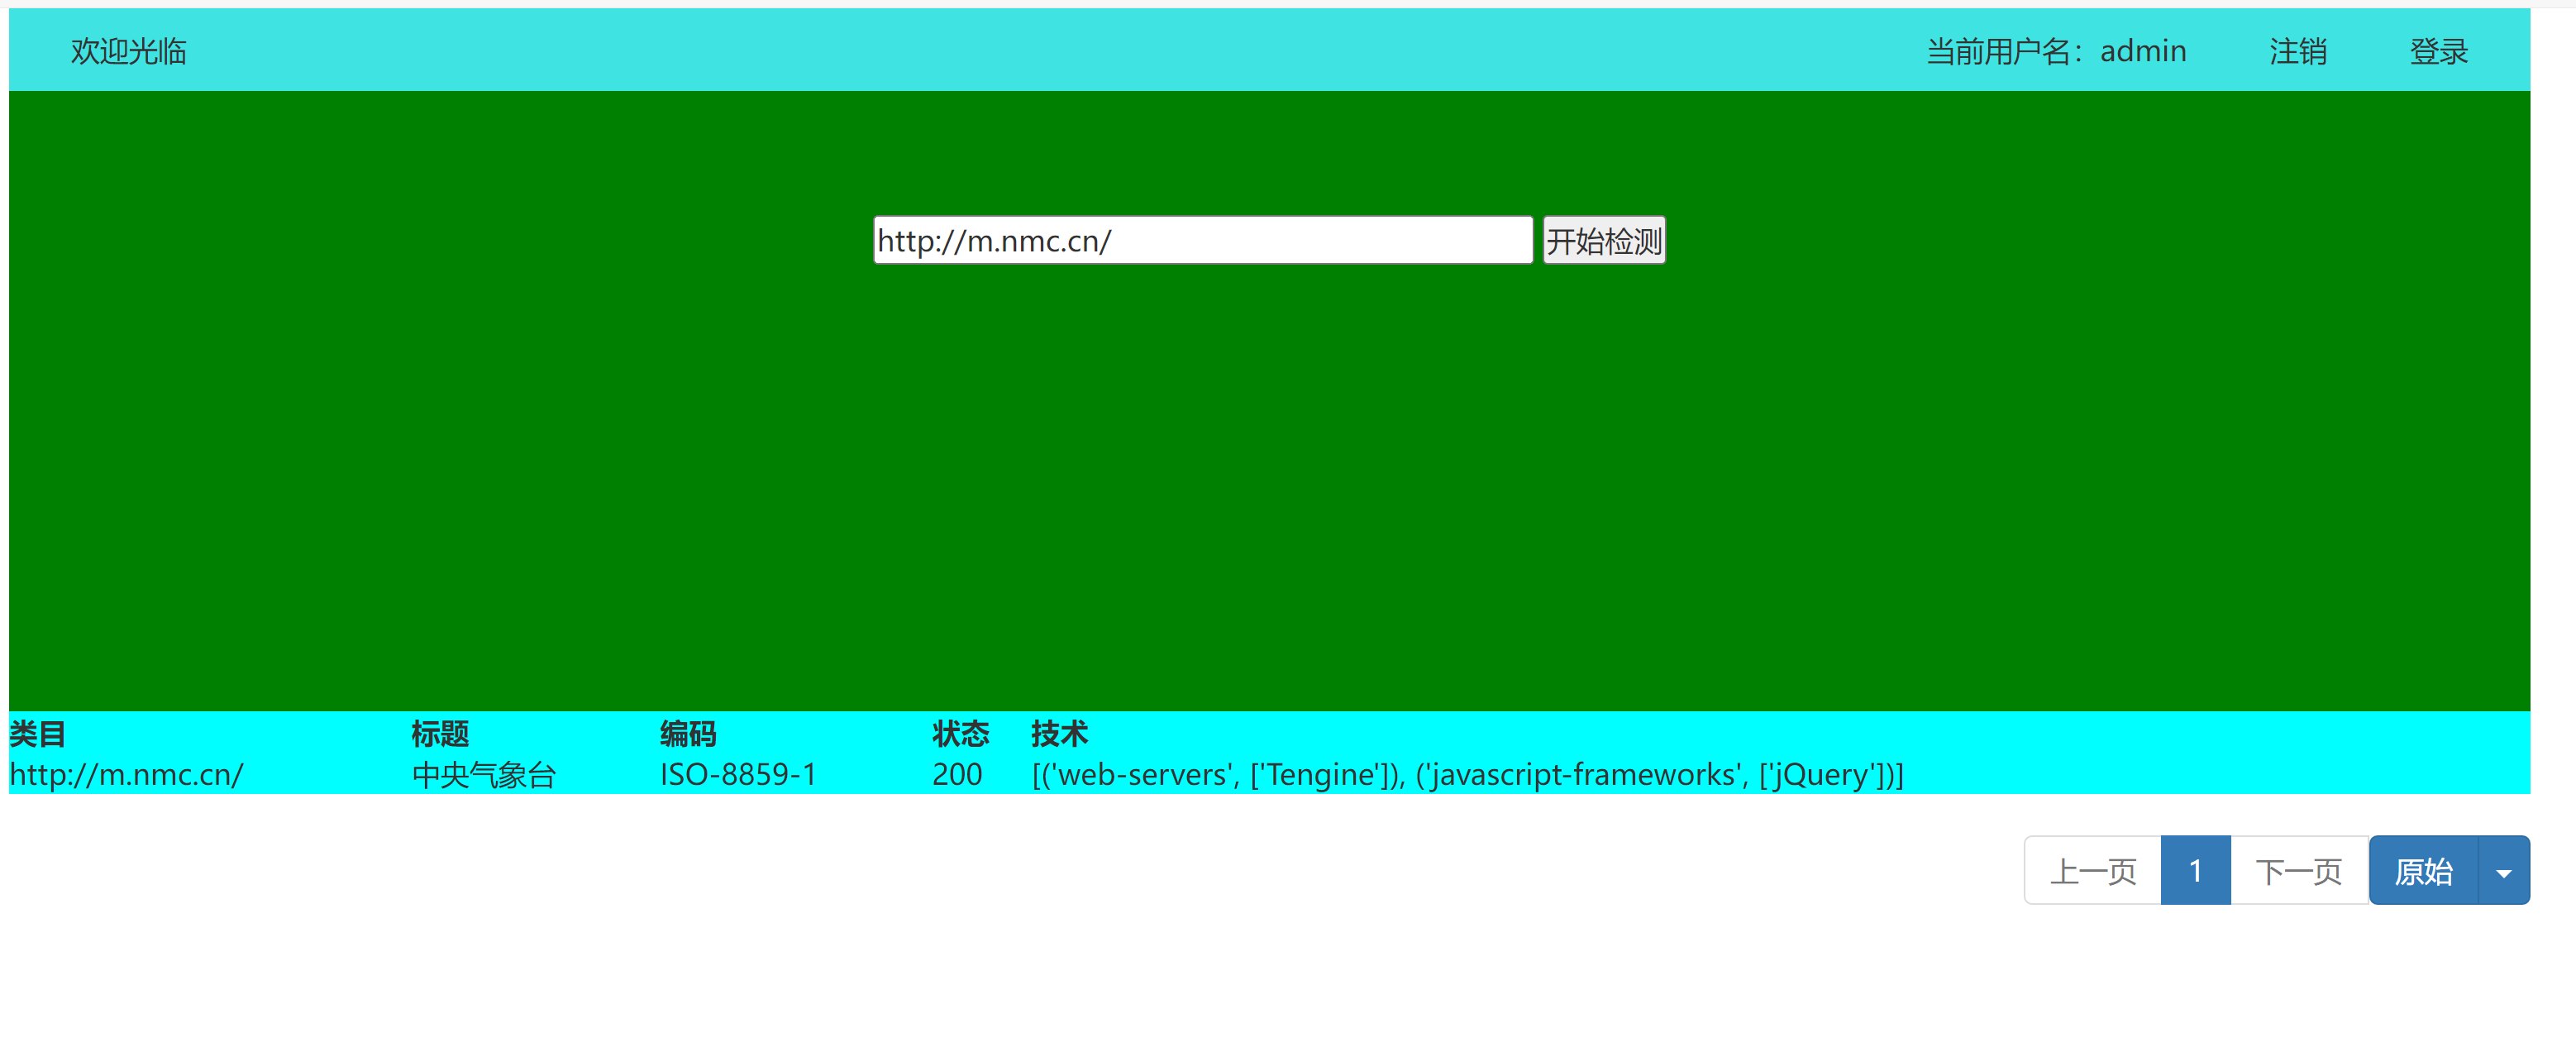 欢迎光临 当前用户名：admin 注销 登录
http://m.nmc.cn/ 开始检测
类目 标题 编码 状态 技术
http://m.nmc.cn/ 中央气象台 ISO-8859-1 200 [('web-servers', ['Tengine']), ('javascript-frameworks', ['jQuery'])]
上一页 1 下一页 原始